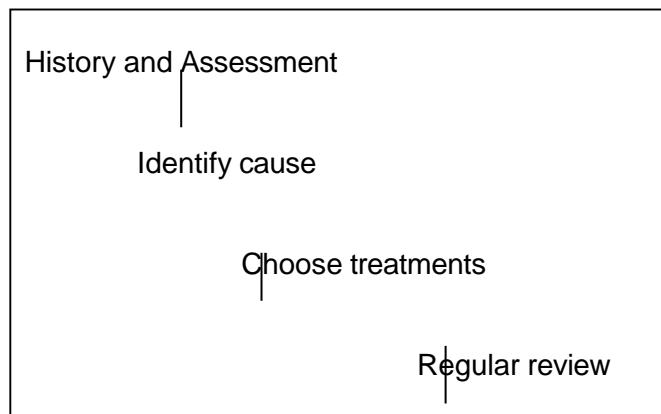 History and Assessment
Identify cause
Choose treatments
Regular review